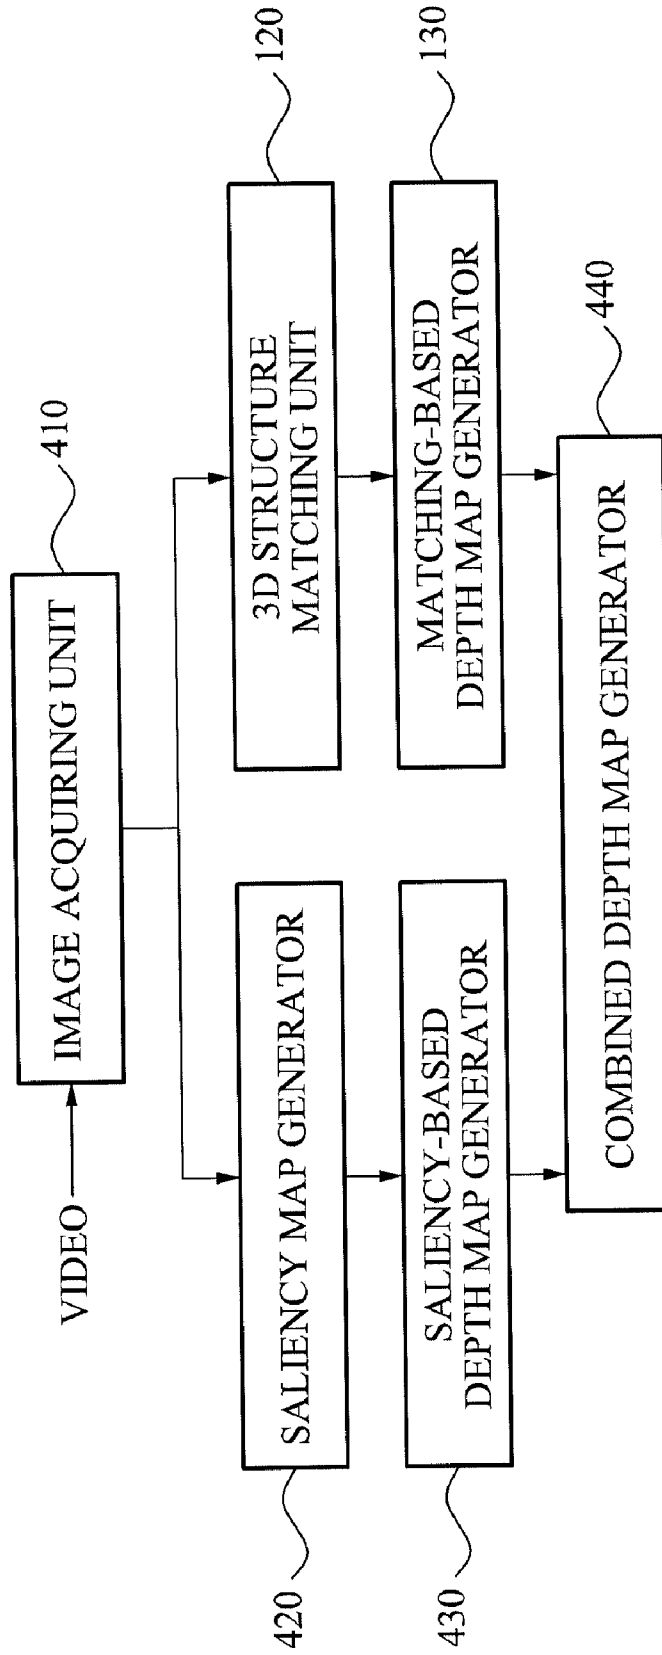 410
VIDEO
IMAGE ACQUIRING UNIT
420
SALIENCY MAP GENERATOR
3D STRUCTURE
MATCHING UNIT
120
430
SALIENCY-BASED
DEPTH MAP GENERATOR
MATCHING-BASED
DEPTH MAP GENERATOR
130
COMBINED DEPTH MAP GENERATOR
440